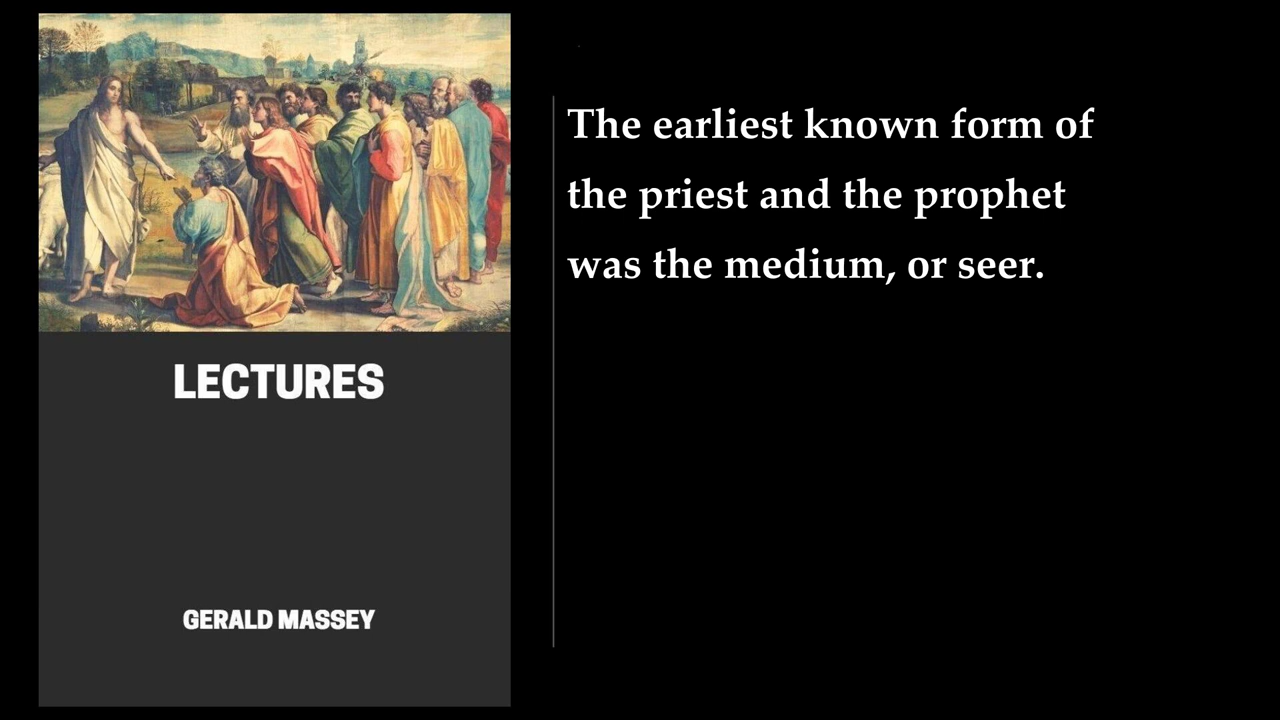 LECTURES
GERALD MASSEY
The earliest known form of
the priest and the prophet
was the medium, or seer.